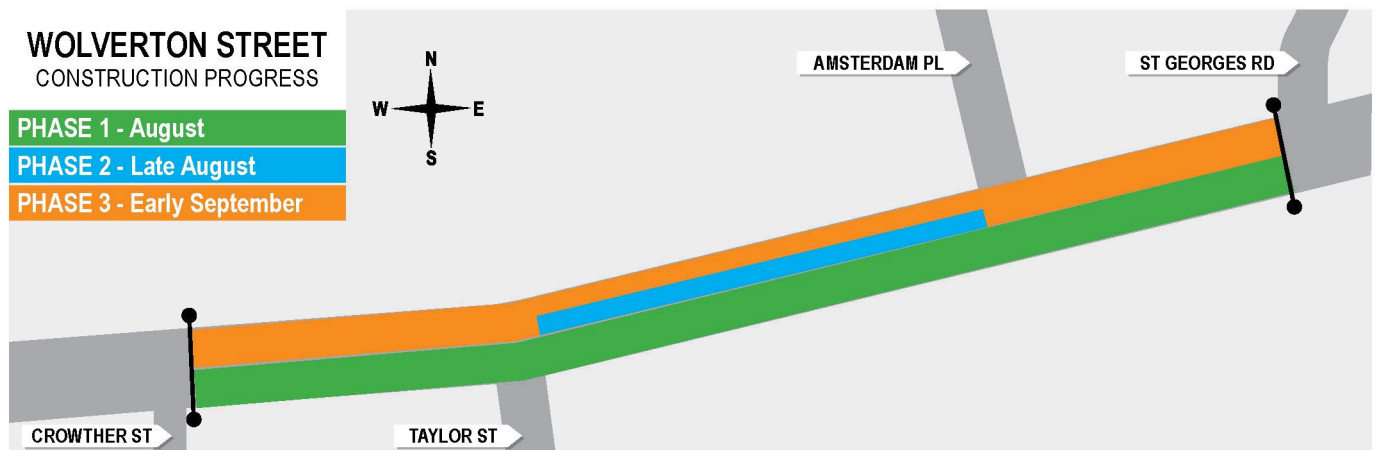 WOLVERTON STREET
CONSTRUCTION PROGRESS
PHASE 1 - August
PHASE 2 - Late August
PHASE 3 - Early September
N
W E
S
AMSTERDAM PL
ST GEORGES RD
CROWTHER ST
TAYLOR ST